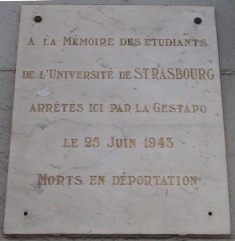 A LA MÉMOIRE DES ETUDIANTS
DE L'UNIVERSITÉ DE STRASBOURG
ARRÊTÉS ICI PAR LA GESTAPO
LE 25 JUIN 1943
MORTS EN DÉPORTATION